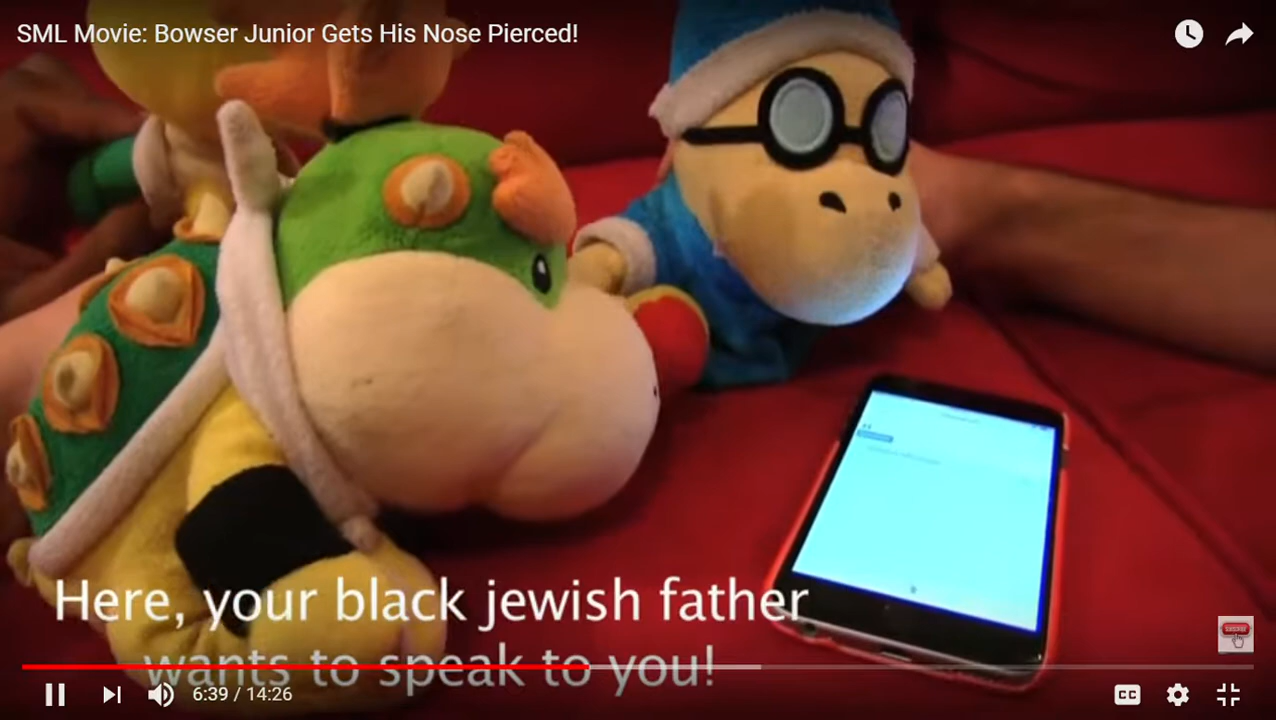 SML Movie: Bowser Junior Gets His Nose Pierced!
Here, your black jewish father
wants to speak to you!
6:39 / 14:26
CC